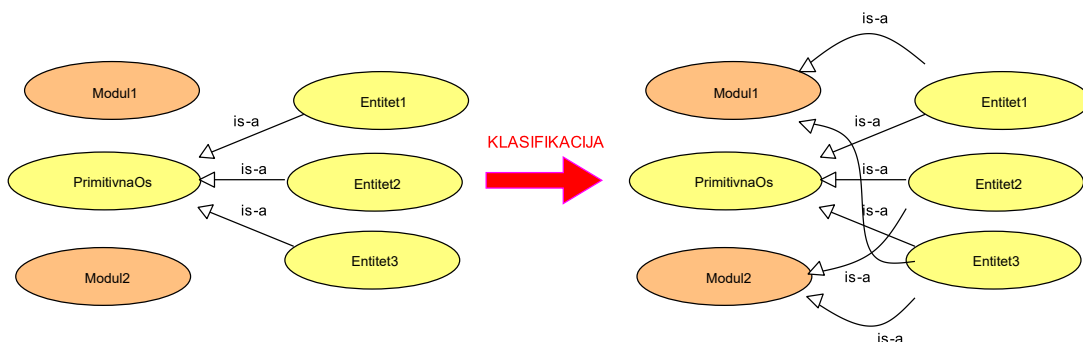 Modul1
Entitet1
is-a
PrimitivnaOs
is-a
Entitet2
is-a
Modul2
Entitet3
KLASIFIKACIJA
is-a
Modul1
Entitet1
is-a
PrimitivnaOs
is-a
Entitet2
is-a
Modul2
is-a
Entitet3
is-a